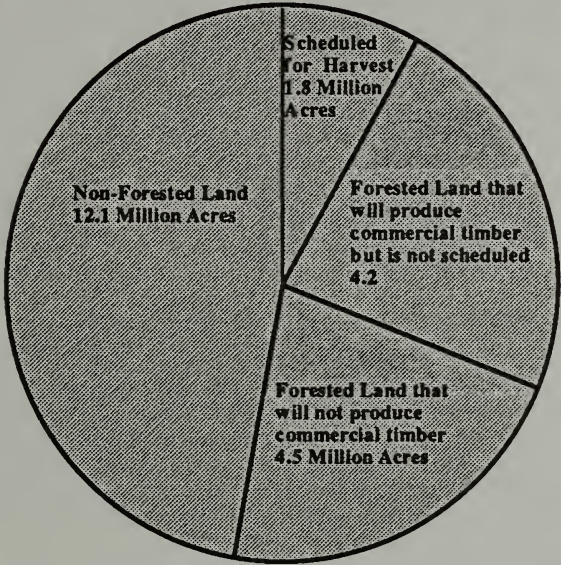 Scheduled
for Harvest
1.8 Million
Acres
Non-Forested Land
12.1 Million Acres
Forested Land that
will produce
commercial timber
but is not scheduled
4.2
Forested Land that
will not produce
commercial timber
4.5 Million Acres